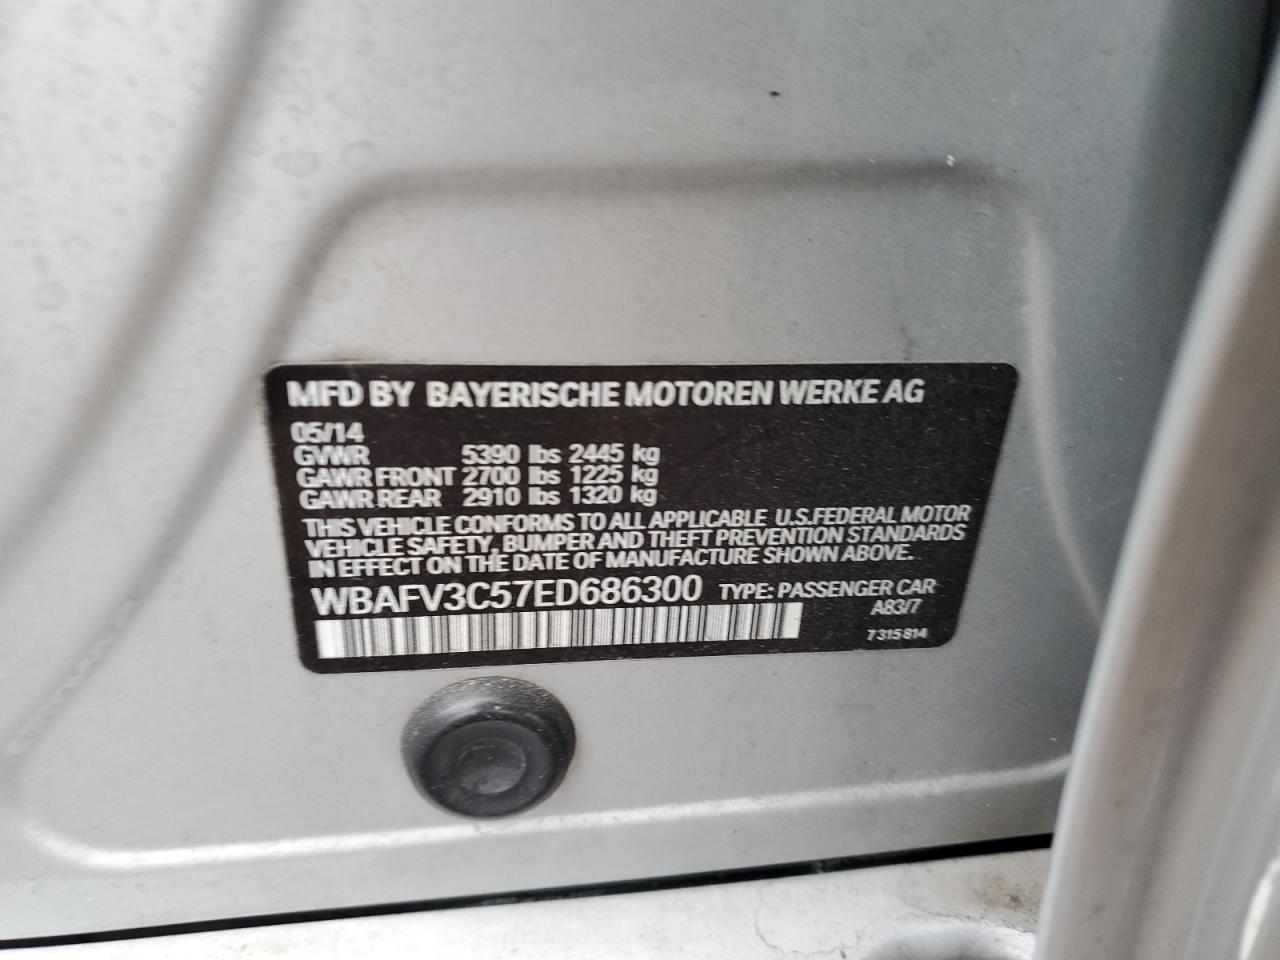 MFD BY BAYERISCHE MOTOREN WERKE AG
05/14
GVWR 5390 lbs 2445 kg
GAWR FRONT 2700 lbs 1225 kg
GAWR REAR 2910 lbs 1320 kg
THIS VEHICLE CONFORMS TO ALL APPLICABLE U.S.FEDERAL MOTOR
VEHICLE SAFETY, BUMPER AND THEFT PREVENTION STANDARDS
IN EFFECT ON THE DATE OF MANUFACTURE SHOWN ABOVE.
WBAFV3C57ED686300 TYPE: PASSENGER CAR
A83/7
7315814